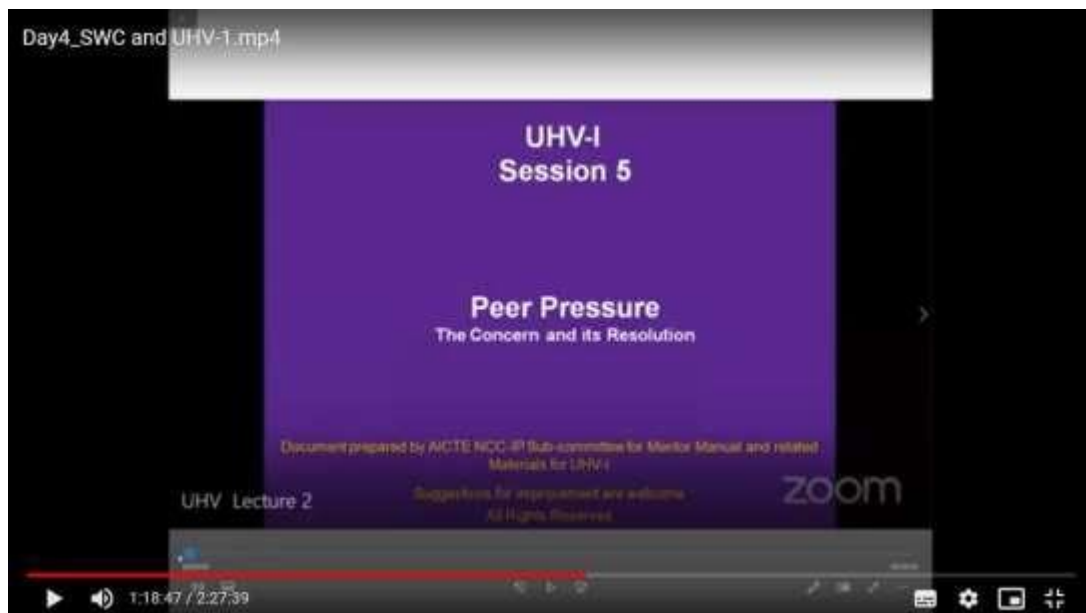 Day4_SWC and UHV-1.mp4
UHV-I
Session 5
Peer Pressure
The Concern and its Resolution
Document prepared by AICTE NCC-IP Sub-committee for Mentor Manual and related
Materials for UHV-I
Suggestions for improvement are welcome
All Rights Reserved
UHV Lecture 2
zoom
1:18:47 / 2:27:39